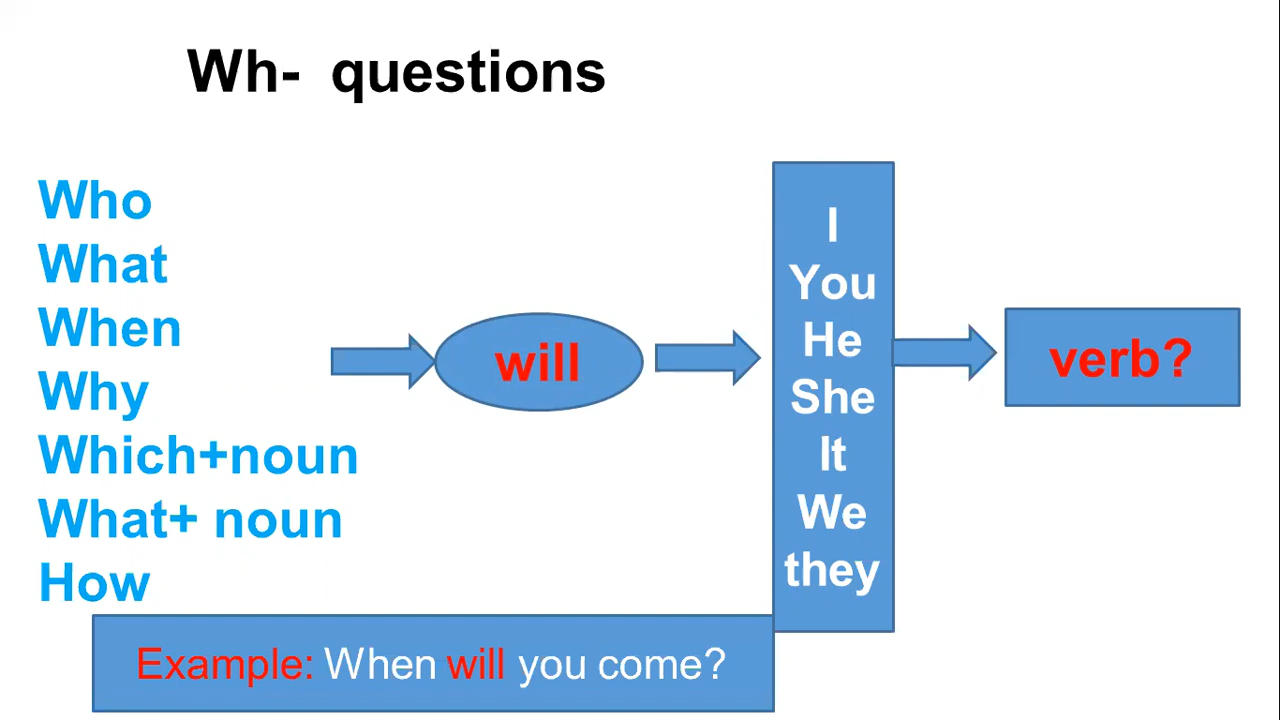 Wh- questions
Who
What
When
Why
Which+noun
What+ noun
How
will
I
You
He
She
It
We
they
verb?
Example: When will you come?